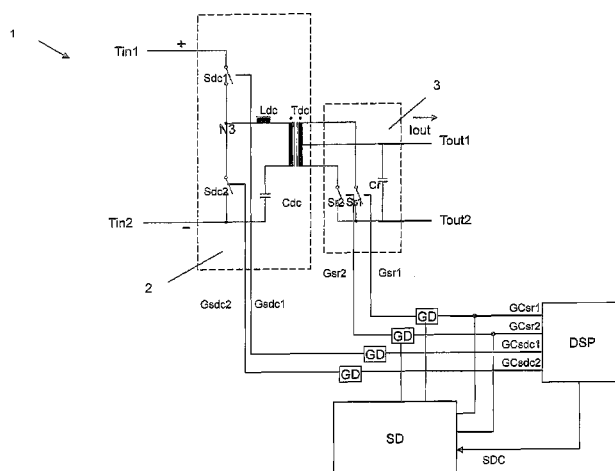 1
Tin1
+
Sdc1
Ldc
Tdc
3
Iout
N3
Tout1
Sdc2
Cdc
Sr2
Sr1
Cf
Tin2
-
Tout2
2
Gsdc2
Gsdc1
Gsr2
Gsr1
GD
GCsr1
GD
GCsr2
GD
GCsdc1
GD
GCsdc2
DSP
SD
SDC